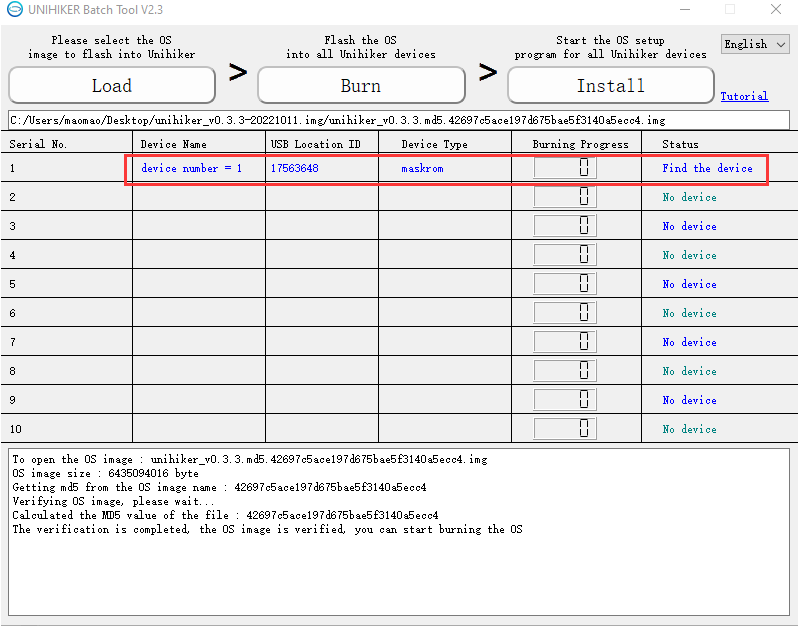 UNIHIKER Batch Tool V2.3
Please select the OS
image to flash into Unihiker
Load
>
Flash the OS
into all Unihiker devices
Burn
>
Start the OS setup
program for all Unihiker devices
Install
English
Tutorial
C:/Users/maomao/Desktop/unihiker_v0.3.3-20221011.img/unihiker_v0.3.3.md5.42697c5ace197d675bae5f3140a5ecc4.img
Serial No. Device Name USB Location ID Device Type Burning Progress Status
1 device number = 1 17563648 maskrom 0 Find the device
2 0 No device
3 0 No device
4 0 No device
5 0 No device
6 0 No device
7 0 No device
8 0 No device
9 0 No device
10 0 No device
To open the OS image : unihiker_v0.3.3.md5.42697c5ace197d675bae5f3140a5ecc4.img
OS image size : 6435094016 byte
Getting md5 from the OS image name : 42697c5ace197d675bae5f3140a5ecc4
Verifying OS image, please wait...
Calculated the MD5 value of the file : 42697c5ace197d675bae5f3140a5ecc4
The verification is completed, the OS image is verified, you can start burning the OS